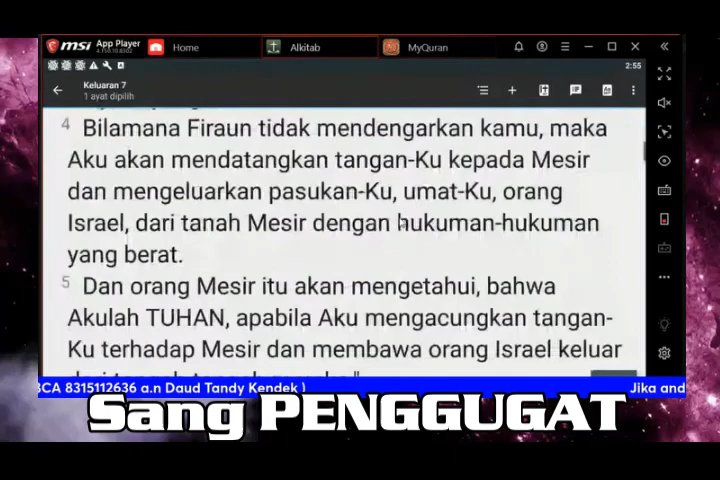 msi App Player
Home
Alkitab
MyQuran
2:55
Keluaran 7
1 ayat dipilih
4 Bilamana Firaun tidak mendengarkan kamu, maka
Aku akan mendatangkan tangan-Ku kepada Mesir
dan mengeluarkan pasukan-Ku, umat-Ku, orang
Israel, dari tanah Mesir dengan hukuman-hukuman
yang berat.
5 Dan orang Mesir itu akan mengetahui, bahwa
Akulah TUHAN, apabila Aku mengacungkan tangan-
Ku terhadap Mesir dan membawa orang Israel keluar
BCA 8315112636 a.n Daud Tandy Kendek )
Jika and
Sang PENGGUGAT